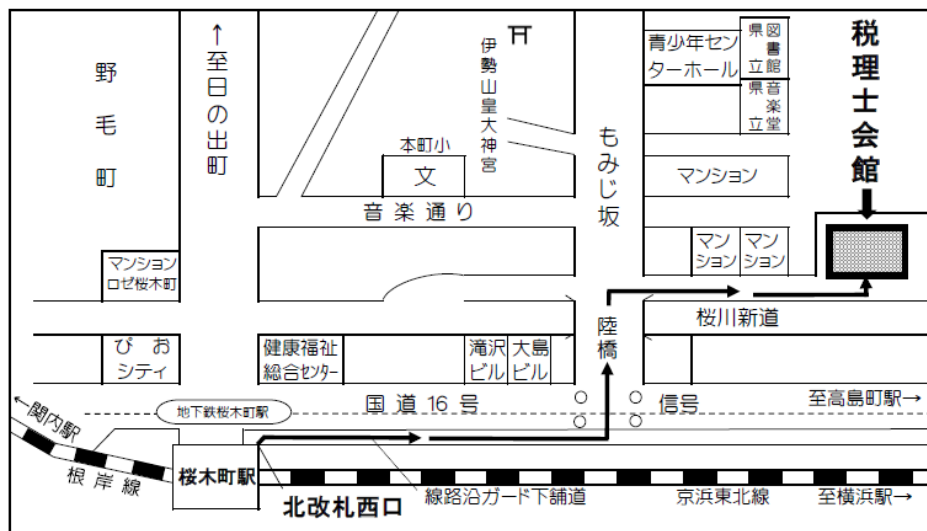 野毛町
↑至日の出町
伊勢山皇大神宮
本町小
文
音楽通り
もみじ坂
青少年セン
ターホール
県立
図書館
県立
音楽堂
マンション
税理士会館
マン
ション
マン
ション
マンション
ロゼ桜木町
桜川新道
陸橋
ぴお
シティ
健康福祉
総合センター
滝沢
ビル
大島
ビル
地下鉄桜木町駅
国道16号
信号
至高島町駅→
←関内駅
根岸線
桜木町駅
北改札西口
線路沿ガード下舗道
京浜東北線
至横浜駅→